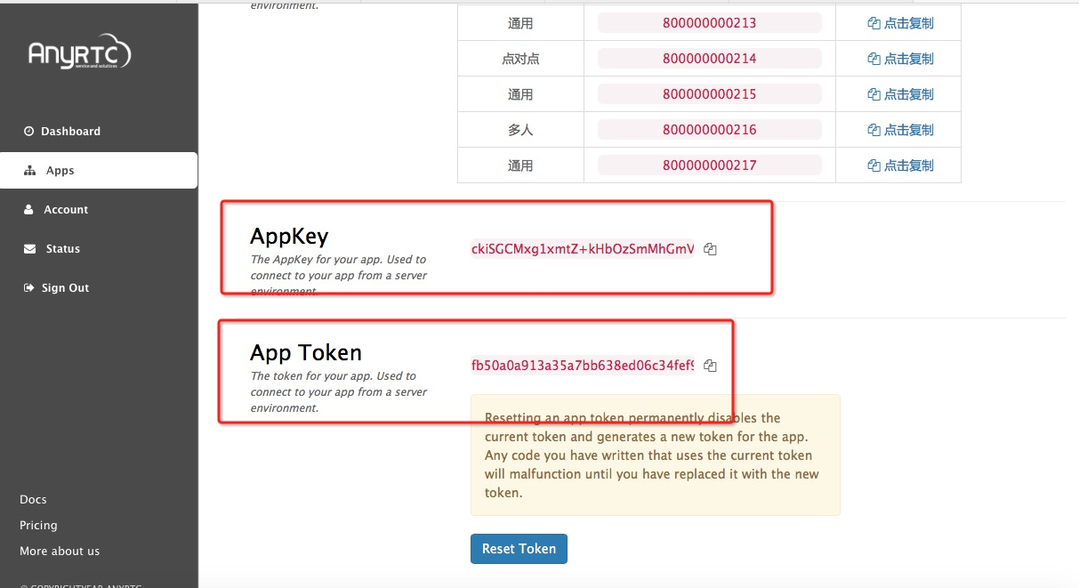 environment.
AnyRTC
service and solutions
Dashboard
Apps
Account
Status
Sign Out
Docs
Pricing
More about us
© COPYRIGHTYEAR ANYRTC
通用 800000000213 点击复制
点对点 800000000214 点击复制
通用 800000000215 点击复制
多人 800000000216 点击复制
通用 800000000217 点击复制
AppKey
The AppKey for your app. Used to
connect to your app from a server
environment.
ckiSGCMxg1xmtZ+kHbOzSmMhGmV
App Token
The token for your app. Used to
connect to your app from a server
environment.
fb50a0a913a35a7bb638ed06c34fef9
Resetting an app token permanently disables the
current token and generates a new token for the app.
Any code you have written that uses the current token
will malfunction until you have replaced it with the new
token.
Reset Token